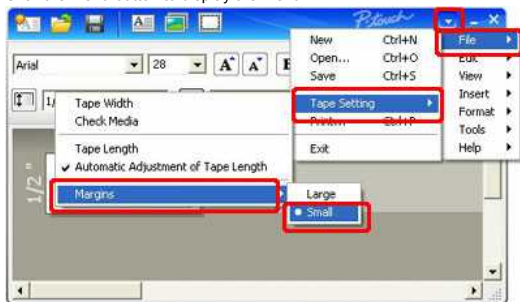 P-touch
New Ctrl+N
Open... Ctrl+O
Save Ctrl+S
Tape Setting
Print... Ctrl+P
Exit
File
Edit
View
Insert
Format
Tools
Help
Arial
28
A A
1/
Tape Width
Check Media
Tape Length
Automatic Adjustment of Tape Length
Margins
Large
Small
1/2 "